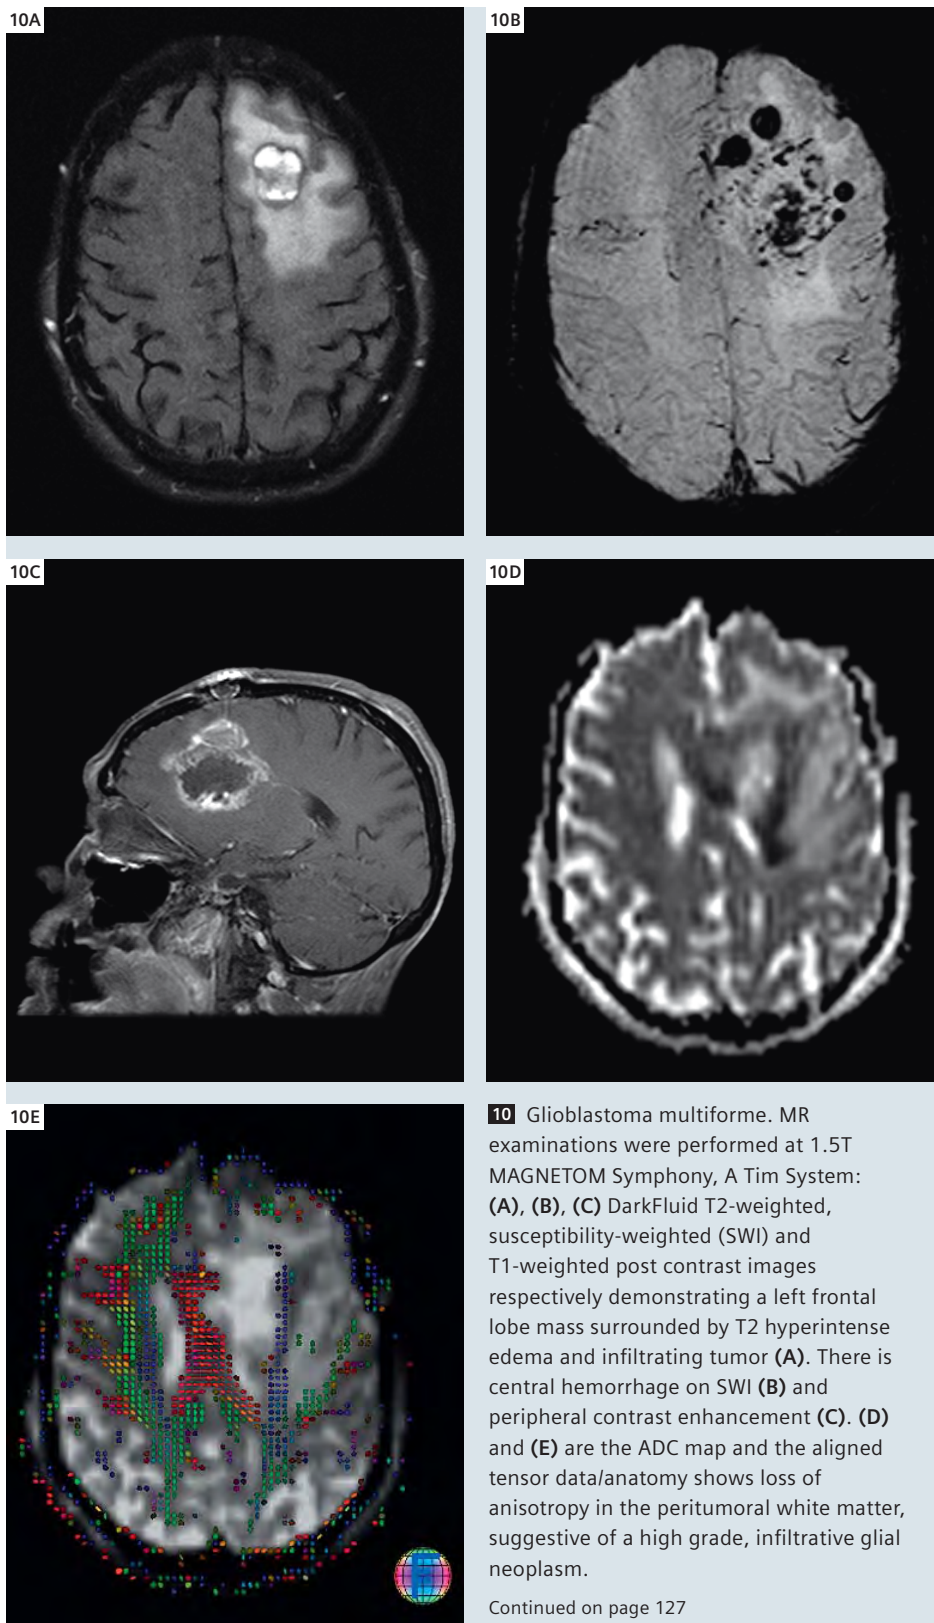 10A
10B
10C
10D
10E
10 Glioblastoma multiforme. MR
examinations were performed at 1.5T
MAGNETOM Symphony, A Tim System:
(A), (B), (C) DarkFluid T2-weighted,
susceptibility-weighted (SWI) and
T1-weighted post contrast images
respectively demonstrating a left frontal
lobe mass surrounded by T2 hyperintense
edema and infiltrating tumor (A). There is
central hemorrhage on SWI (B) and
peripheral contrast enhancement (C). (D)
and (E) are the ADC map and the aligned
tensor data/anatomy shows loss of
anisotropy in the peritumoral white matter,
suggestive of a high grade, infiltrative glial
neoplasm.
Continued on page 127
F